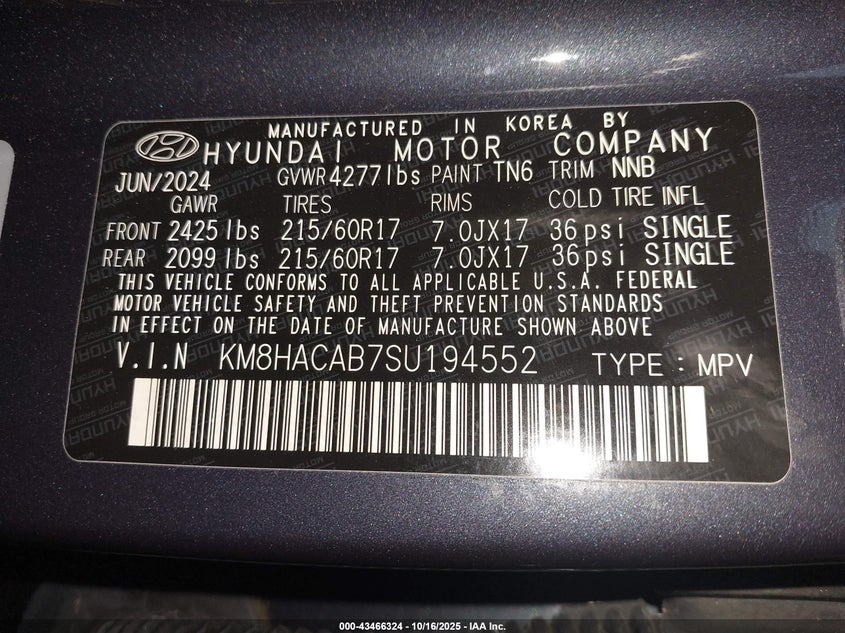 MANUFACTURED IN KOREA BY
HYUNDAI MOTOR COMPANY
JUN/2024 GVWR 4277lbs PAINT TN6 TRIM NNB
GAWR TIRES RIMS COLD TIRE INFL
FRONT 2425lbs 215/60R17 7.0JX17 36psi SINGLE
REAR 2099lbs 215/60R17 7.0JX17 36psi SINGLE
THIS VEHICLE CONFORMS TO ALL APPLICABLE U.S.A. FEDERAL
MOTOR VEHICLE SAFETY AND THEFT PREVENTION STANDARDS
IN EFFECT ON THE DATE OF MANUFACTURE SHOWN ABOVE
V.I.N KM8HACAB7SU194552 TYPE : MPV
000-43466324 - 10/16/2025 - IAA Inc.